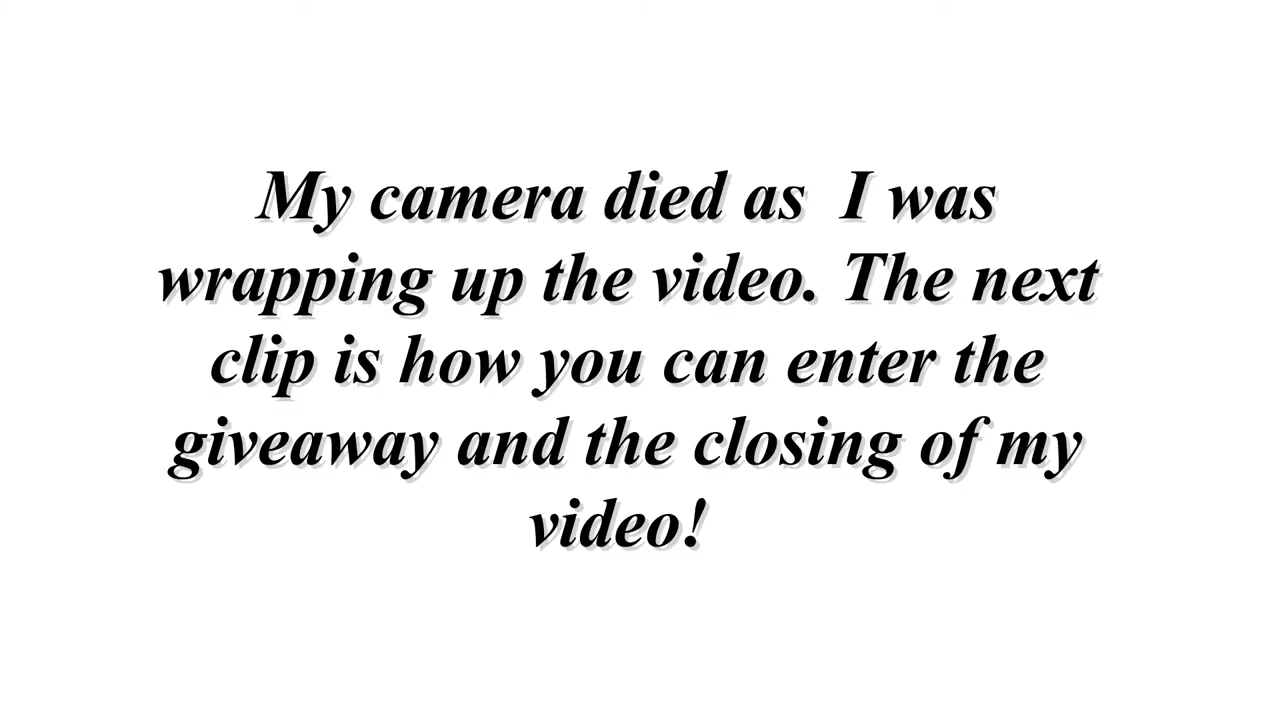 My camera died as  I was
wrapping up the video. The next
clip is how you can enter the
giveaway and the closing of my
video!